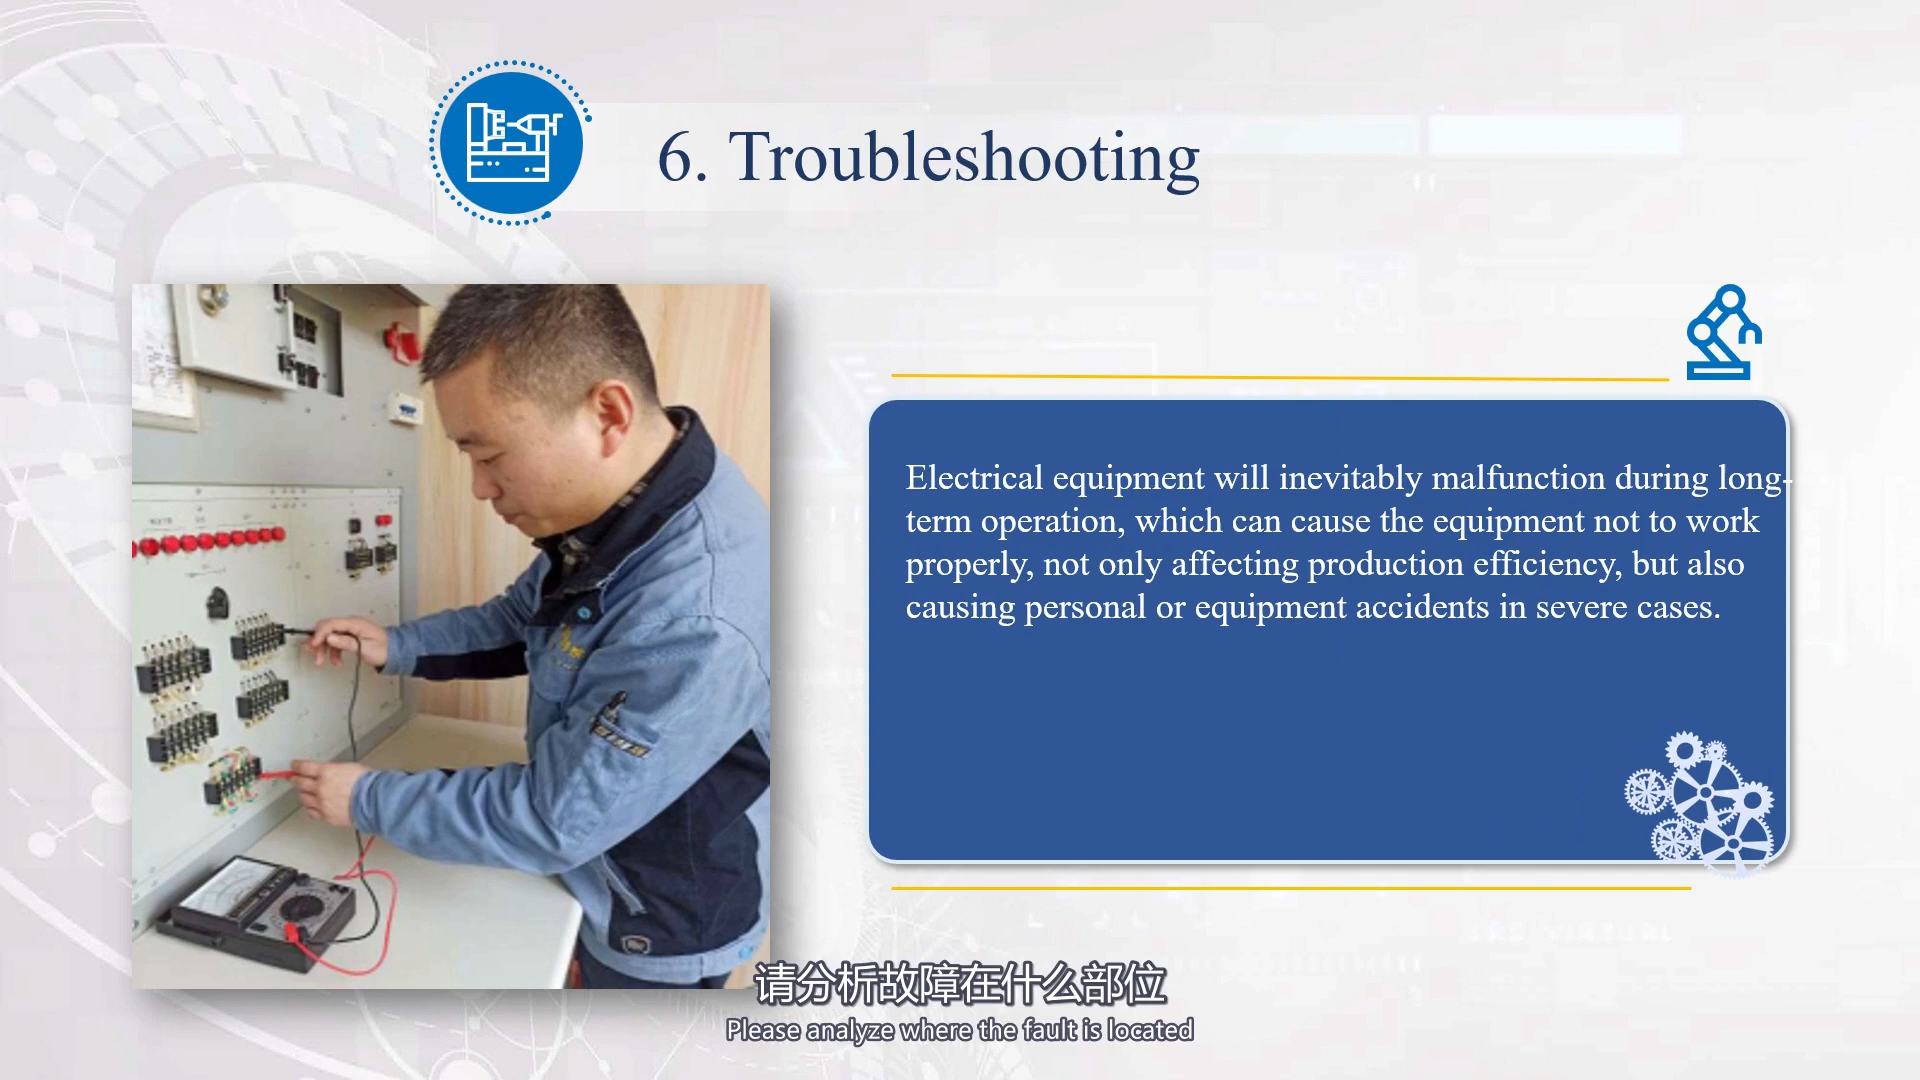 6. Troubleshooting
Electrical equipment will inevitably malfunction during long-
term operation, which can cause the equipment not to work
properly, not only affecting production efficiency, but also
causing personal or equipment accidents in severe cases.
请分析故障在什么部位
Please analyze where the fault is located